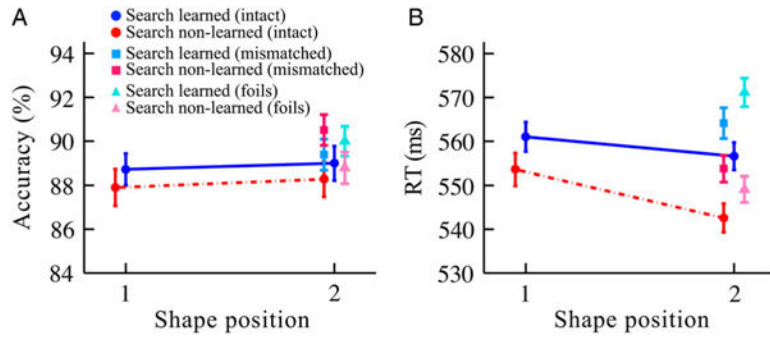 A
Accuracy (%)
94
92
90
88
86
84
Search learned (intact)
Search non-learned (intact)
Search learned (mismatched)
Search non-learned (mismatched)
Search learned (foils)
Search non-learned (foils)
1
2
Shape position
B
RT (ms)
580
570
560
550
540
530
1
2
Shape position